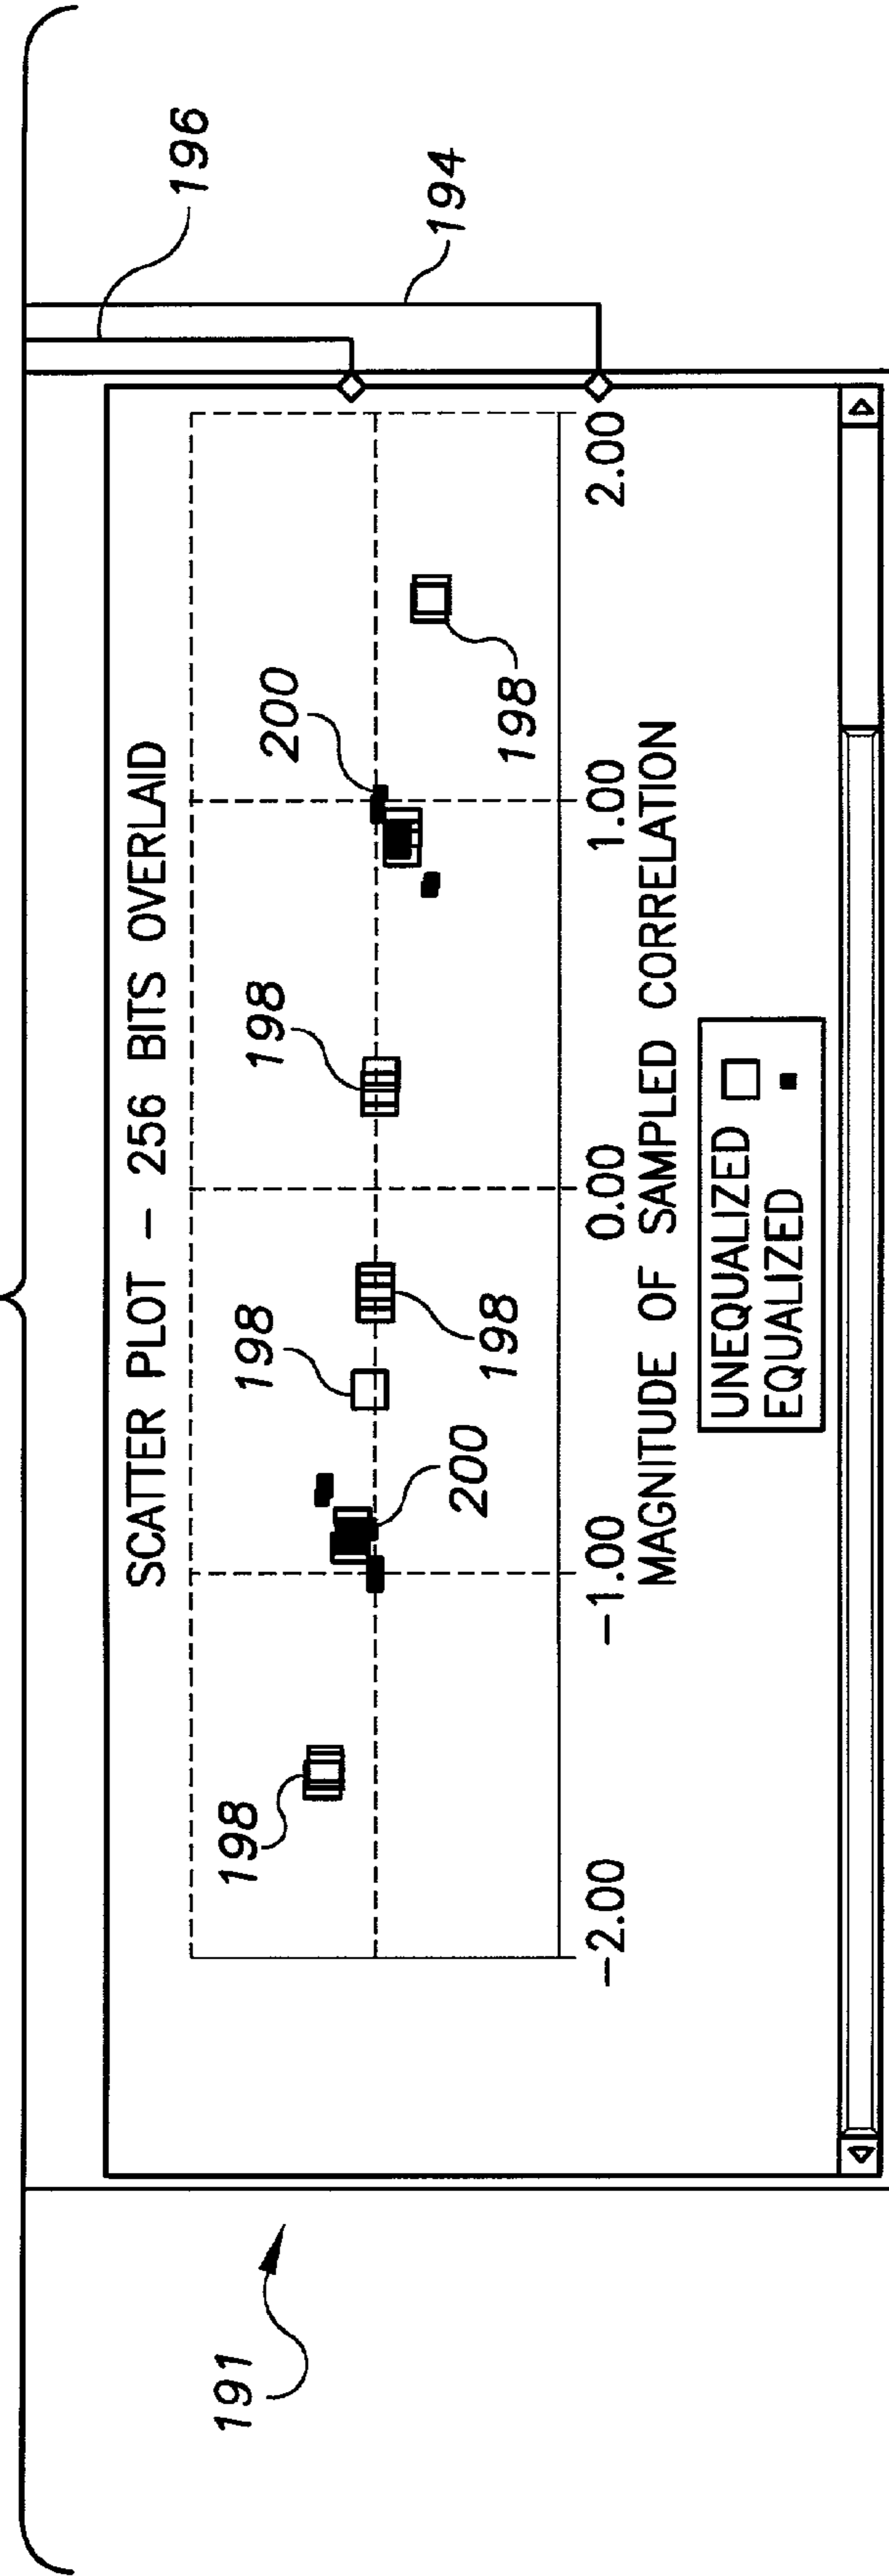 SCATTER PLOT – 256 BITS OVERLAID
196
194
200
198
198
198
198
200
198
191
–2.00 –1.00 0.00 1.00 2.00
MAGNITUDE OF SAMPLED CORRELATION
UNEQUALIZED
EQUALIZED